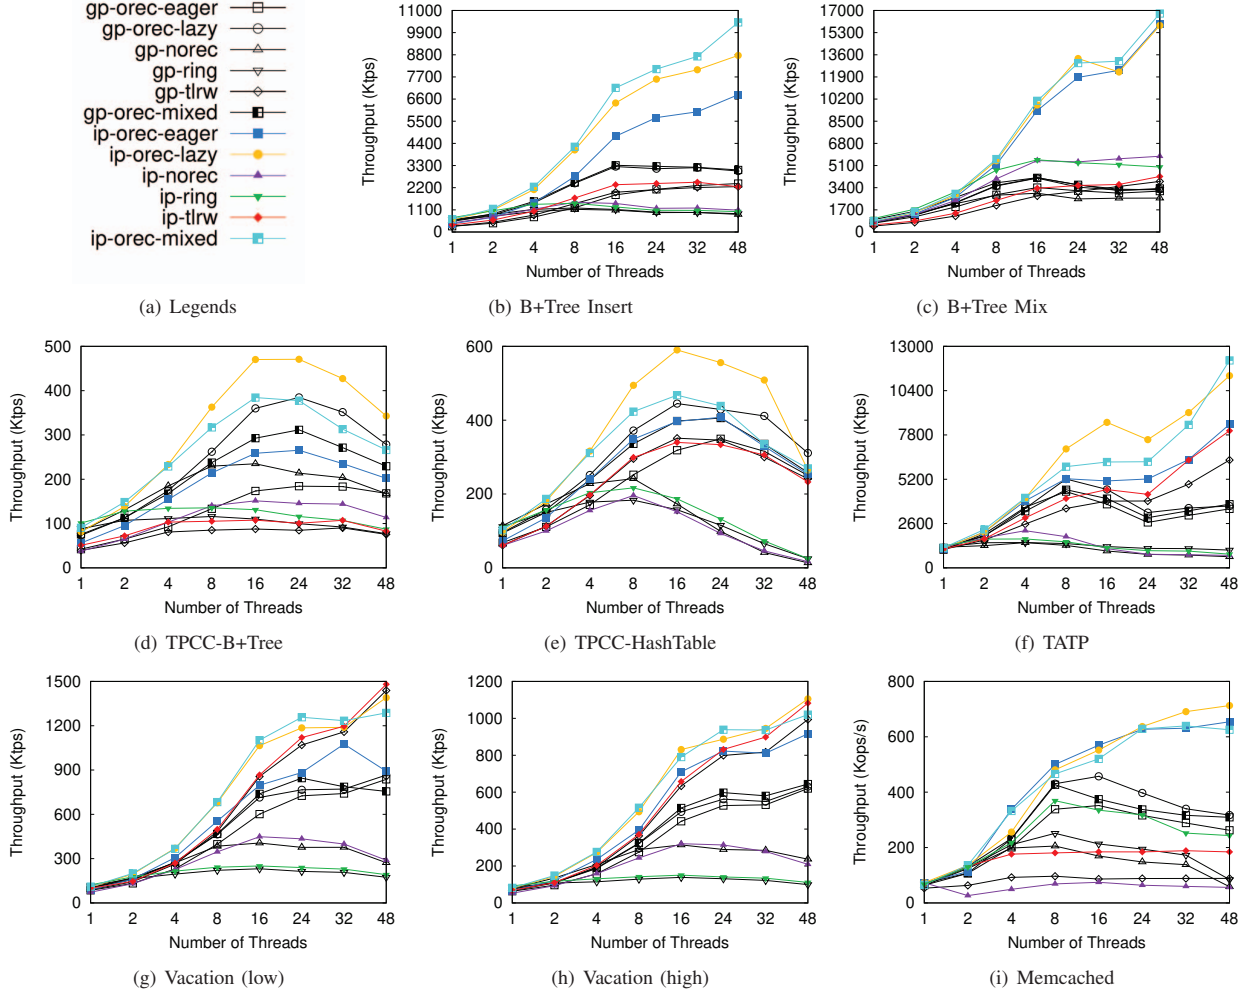 gp-orec-eager
gp-orec-lazy
gp-norec
gp-ring
gp-tlrw
gp-orec-mixed
ip-orec-eager
ip-orec-lazy
ip-norec
ip-ring
ip-tlrw
ip-orec-mixed
(a) Legends
Throughput (Ktps)
11000
9900
8800
7700
6600
5500
4400
3300
2200
1100
0
1 2 4 8 16 24 32 48
Number of Threads
(b) B+Tree Insert
Throughput (Ktps)
17000
15300
13600
11900
10200
8500
6800
5100
3400
1700
0
1 2 4 8 16 24 32 48
Number of Threads
(c) B+Tree Mix
Throughput (Ktps)
500
400
300
200
100
0
1 2 4 8 16 24 32 48
Number of Threads
(d) TPCC-B+Tree
Throughput (Ktps)
600
400
200
0
1 2 4 8 16 24 32 48
Number of Threads
(e) TPCC-HashTable
Throughput (Ktps)
13000
10400
7800
5200
2600
0
1 2 4 8 16 24 32 48
Number of Threads
(f) TATP
Throughput (Ktps)
1500
1200
900
600
300
0
1 2 4 8 16 24 32 48
Number of Threads
(g) Vacation (low)
Throughput (Ktps)
1200
1000
800
600
400
200
0
1 2 4 8 16 24 32 48
Number of Threads
(h) Vacation (high)
Throughput (Kops/s)
800
600
400
200
0
1 2 4 8 16 24 32 48
Number of Threads
(i) Memcached